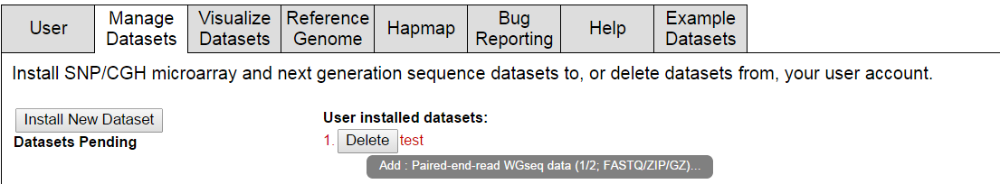 User
Manage
Datasets
Visualize
Datasets
Reference
Genome
Hapmap
Bug
Reporting
Help
Example
Datasets
Install SNP/CGH microarray and next generation sequence datasets to, or delete datasets from, your user account.
Install New Dataset
Datasets Pending
User installed datasets:
1. Delete test
Add : Paired-end-read WGseq data (1/2; FASTQ/ZIP/GZ)...